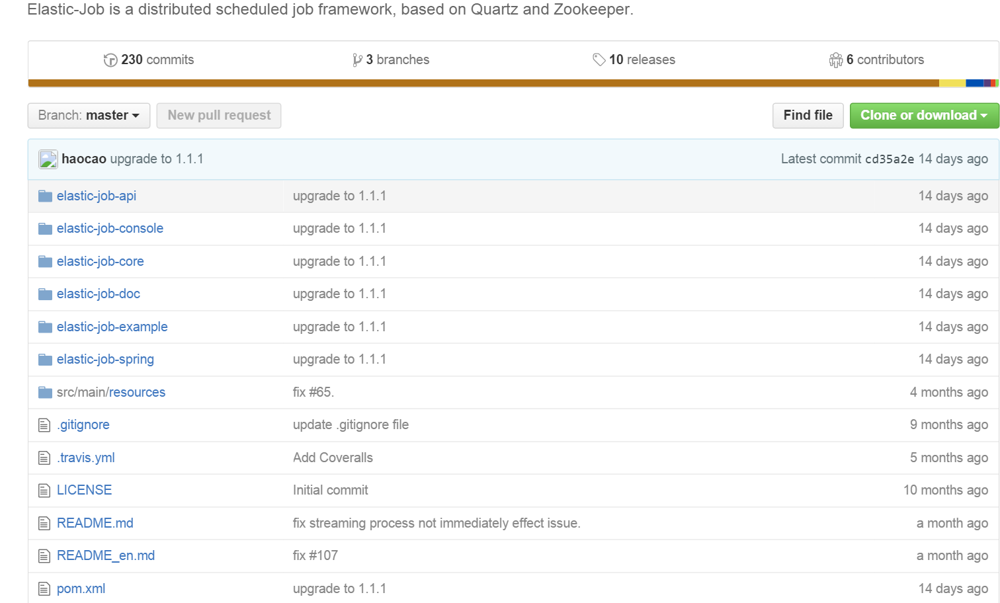 Elastic-Job is a distributed scheduled job framework, based on Quartz and Zookeeper.
230 commits 3 branches 10 releases 6 contributors
Branch: master New pull request Find file Clone or download
haocao upgrade to 1.1.1 Latest commit cd35a2e 14 days ago
elastic-job-api upgrade to 1.1.1 14 days ago
elastic-job-console upgrade to 1.1.1 14 days ago
elastic-job-core upgrade to 1.1.1 14 days ago
elastic-job-doc upgrade to 1.1.1 14 days ago
elastic-job-example upgrade to 1.1.1 14 days ago
elastic-job-spring upgrade to 1.1.1 14 days ago
src/main/resources fix #65. 4 months ago
.gitignore update .gitignore file 9 months ago
.travis.yml Add Coveralls 5 months ago
LICENSE Initial commit 10 months ago
README.md fix streaming process not immediately effect issue. a month ago
README_en.md fix #107 a month ago
pom.xml upgrade to 1.1.1 14 days ago